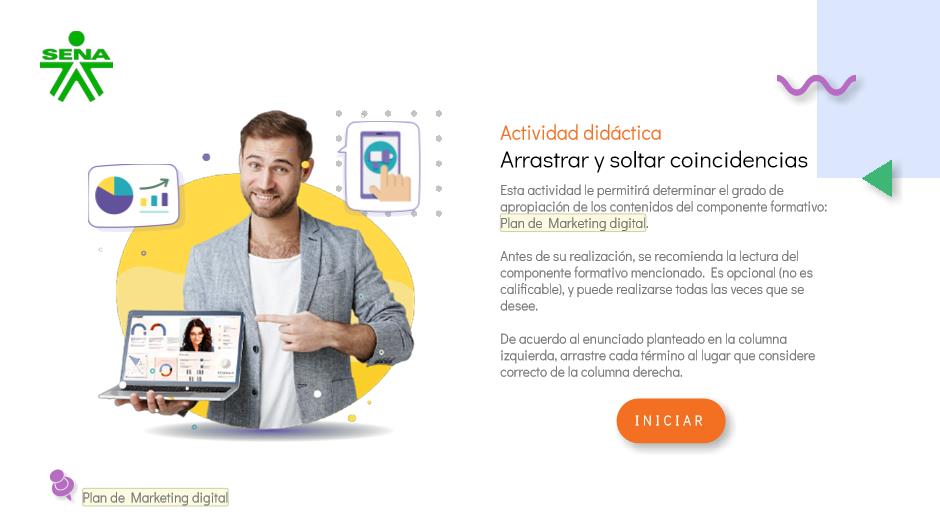 SENA
Actividad didáctica
Arrastrar y soltar coincidencias
Esta actividad le permitirá determinar el grado de
apropiación de los contenidos del componente formativo:
Plan de Marketing digital.
Antes de su realización, se recomienda la lectura del
componente formativo mencionado. Es opcional (no es
calificable), y puede realizarse todas las veces que se
desee.
De acuerdo al enunciado planteado en la columna
izquierda, arrastre cada término al lugar que considere
correcto de la columna derecha.
INICIAR
Plan de Marketing digital